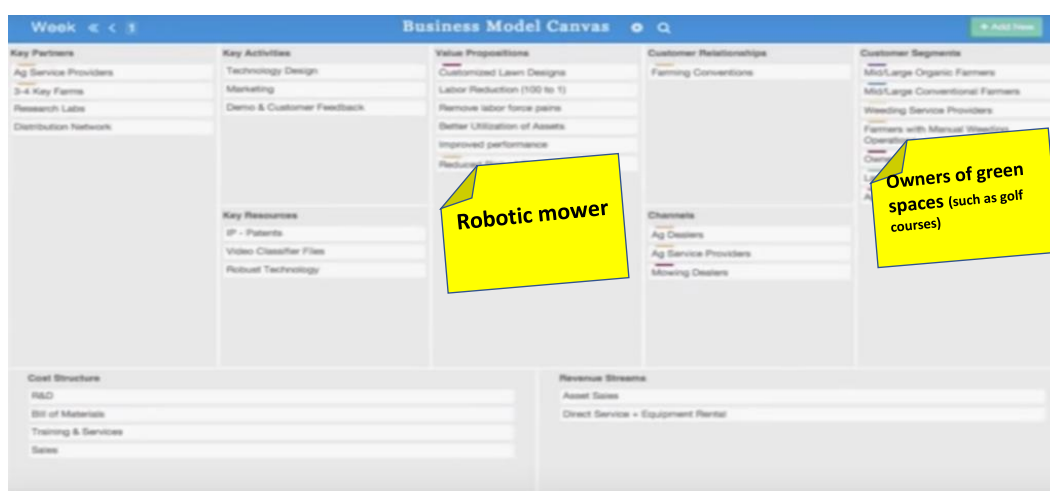 Week « < 1
Business Model Canvas
+ Add New
Key Partners
Ag Service Providers
3-4 Key Farms
Research Labs
Distribution Network
Key Activities
Technology Design
Marketing
Demo & Customer Feedback
Key Resources
IP - Patents
Video Classifier Files
Robust Technology
Value Propositions
Customized Lawn Designs
Labor Reduction (100 to 1)
Remove labor force pains
Better Utilization of Assets
Improved performance
Reduced
Robotic mower
Customer Relationships
Farming Conventions
Channels
Ag Dealers
Ag Service Providers
Mowing Dealers
Customer Segments
Mid/Large Organic Farmers
Mid/Large Conventional Farmers
Weeding Service Providers
Farmers with Manual Weeding
Owners of green
spaces (such as golf
courses)
Cost Structure
R&D
Bill of Materials
Training & Services
Sales
Revenue Streams
Asset Sales
Direct Service + Equipment Rental